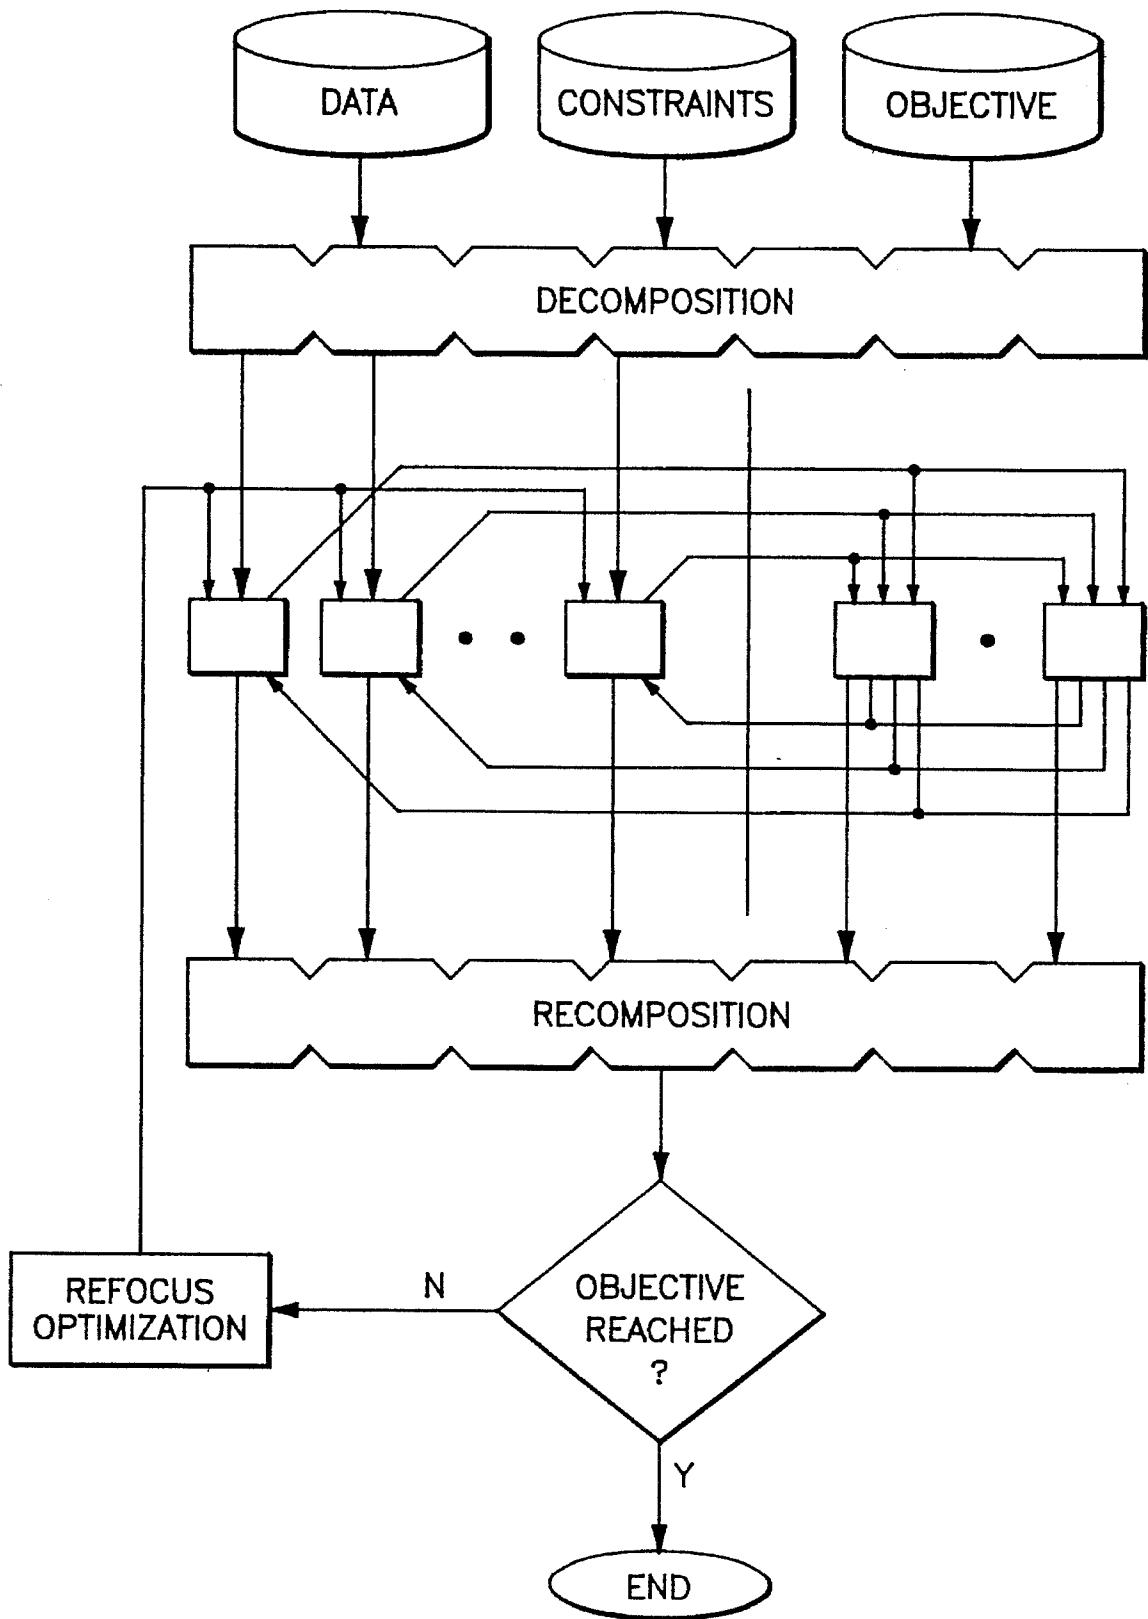 DATA
CONSTRAINTS
OBJECTIVE
DECOMPOSITION
RECOMPOSITION
REFOCUS
OPTIMIZATION
N
OBJECTIVE
REACHED
?
Y
END